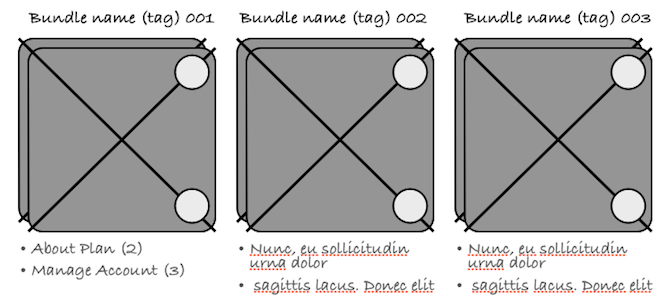 Bundle name (tag) 001
Bundle name (tag) 002
Bundle name (tag) 003
• About Plan (2)
• Manage Account (3)
• Nunc, eu sollicitudin
urna dolor
• sagittis lacus. Donec elit
• Nunc, eu sollicitudin
urna dolor
• sagittis lacus. Donec elit